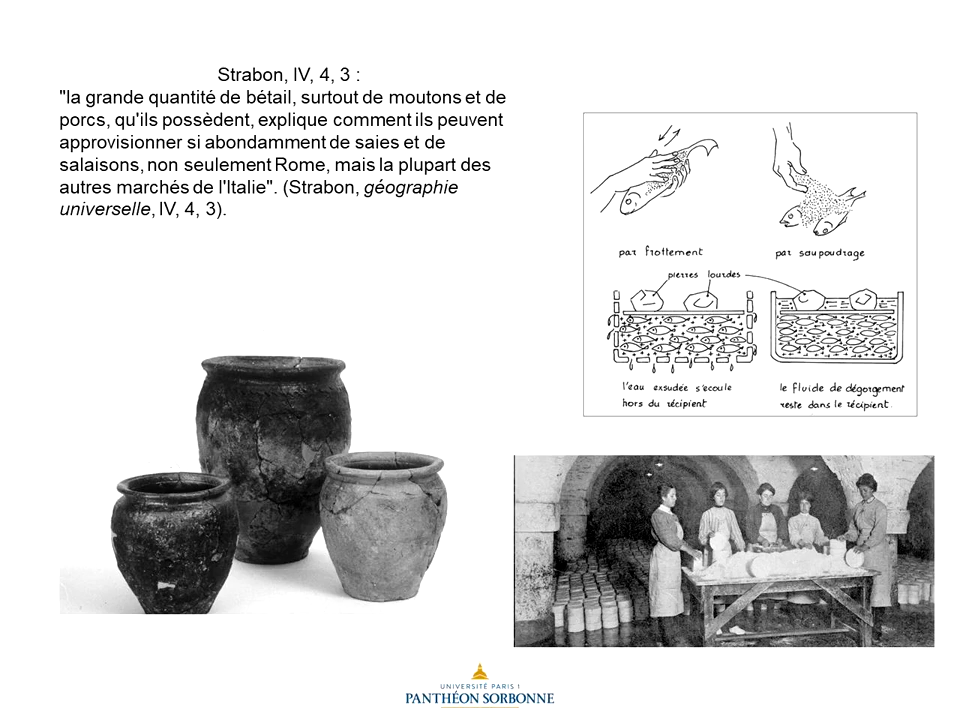 Strabon, IV, 4, 3 :
"la grande quantité de bétail, surtout de moutons et de
porcs, qu'ils possèdent, explique comment ils peuvent
approvisionner si abondamment de saies et de
salaisons, non seulement Rome, mais la plupart des
autres marchés de l'Italie". (Strabon, géographie
universelle, IV, 4, 3).
par frottement
par saupoudrage
pierres lourdes
l'eau exsudée s'écoule
hors du récipient
le fluide de dégorgement
reste dans le récipient.
UNIVERSITÉ PARIS 1
PANTHÉON SORBONNE